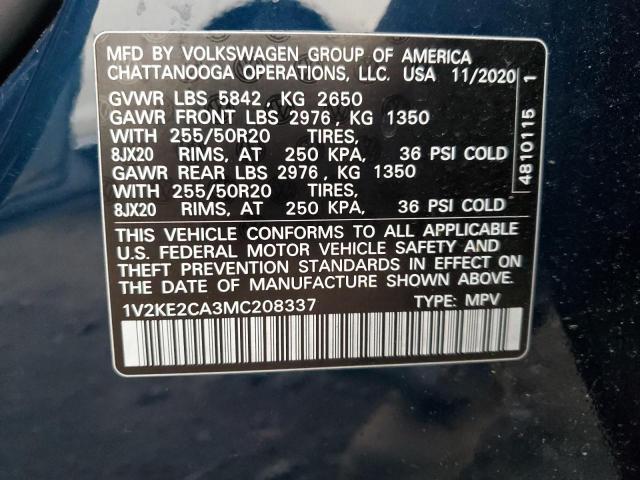 MFD BY VOLKSWAGEN GROUP OF AMERICA
CHATTANOOGA OPERATIONS, LLC. USA 11/2020
GVWR LBS 5842, KG 2650
GAWR FRONT LBS 2976, KG 1350
WITH 255/50R20 TIRES,
8JX20 RIMS, AT 250 KPA, 36 PSI COLD
GAWR REAR LBS 2976, KG 1350
WITH 255/50R20 TIRES,
8JX20 RIMS, AT 250 KPA, 36 PSI COLD
THIS VEHICLE CONFORMS TO ALL APPLICABLE
U.S. FEDERAL MOTOR VEHICLE SAFETY AND
THEFT PREVENTION STANDARDS IN EFFECT ON
THE DATE OF MANUFACTURE SHOWN ABOVE.
1V2KE2CA3MC208337 TYPE: MPV
4810115 1